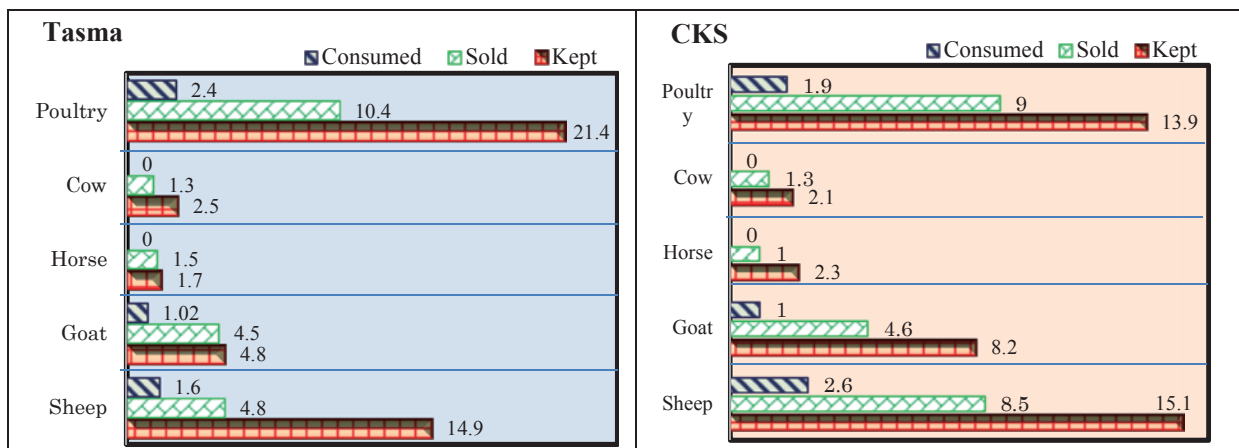 Tasma
Consumed Sold Kept
Poultry
2.4
10.4
21.4
Cow
0
1.3
2.5
Horse
0
1.5
1.7
Goat
1.02
4.5
4.8
Sheep
1.6
4.8
14.9
CKS
Consumed Sold Kept
Poultr
y
1.9
9
13.9
Cow
0
1.3
2.1
Horse
0
1
2.3
Goat
1
4.6
8.2
Sheep
2.6
8.5
15.1